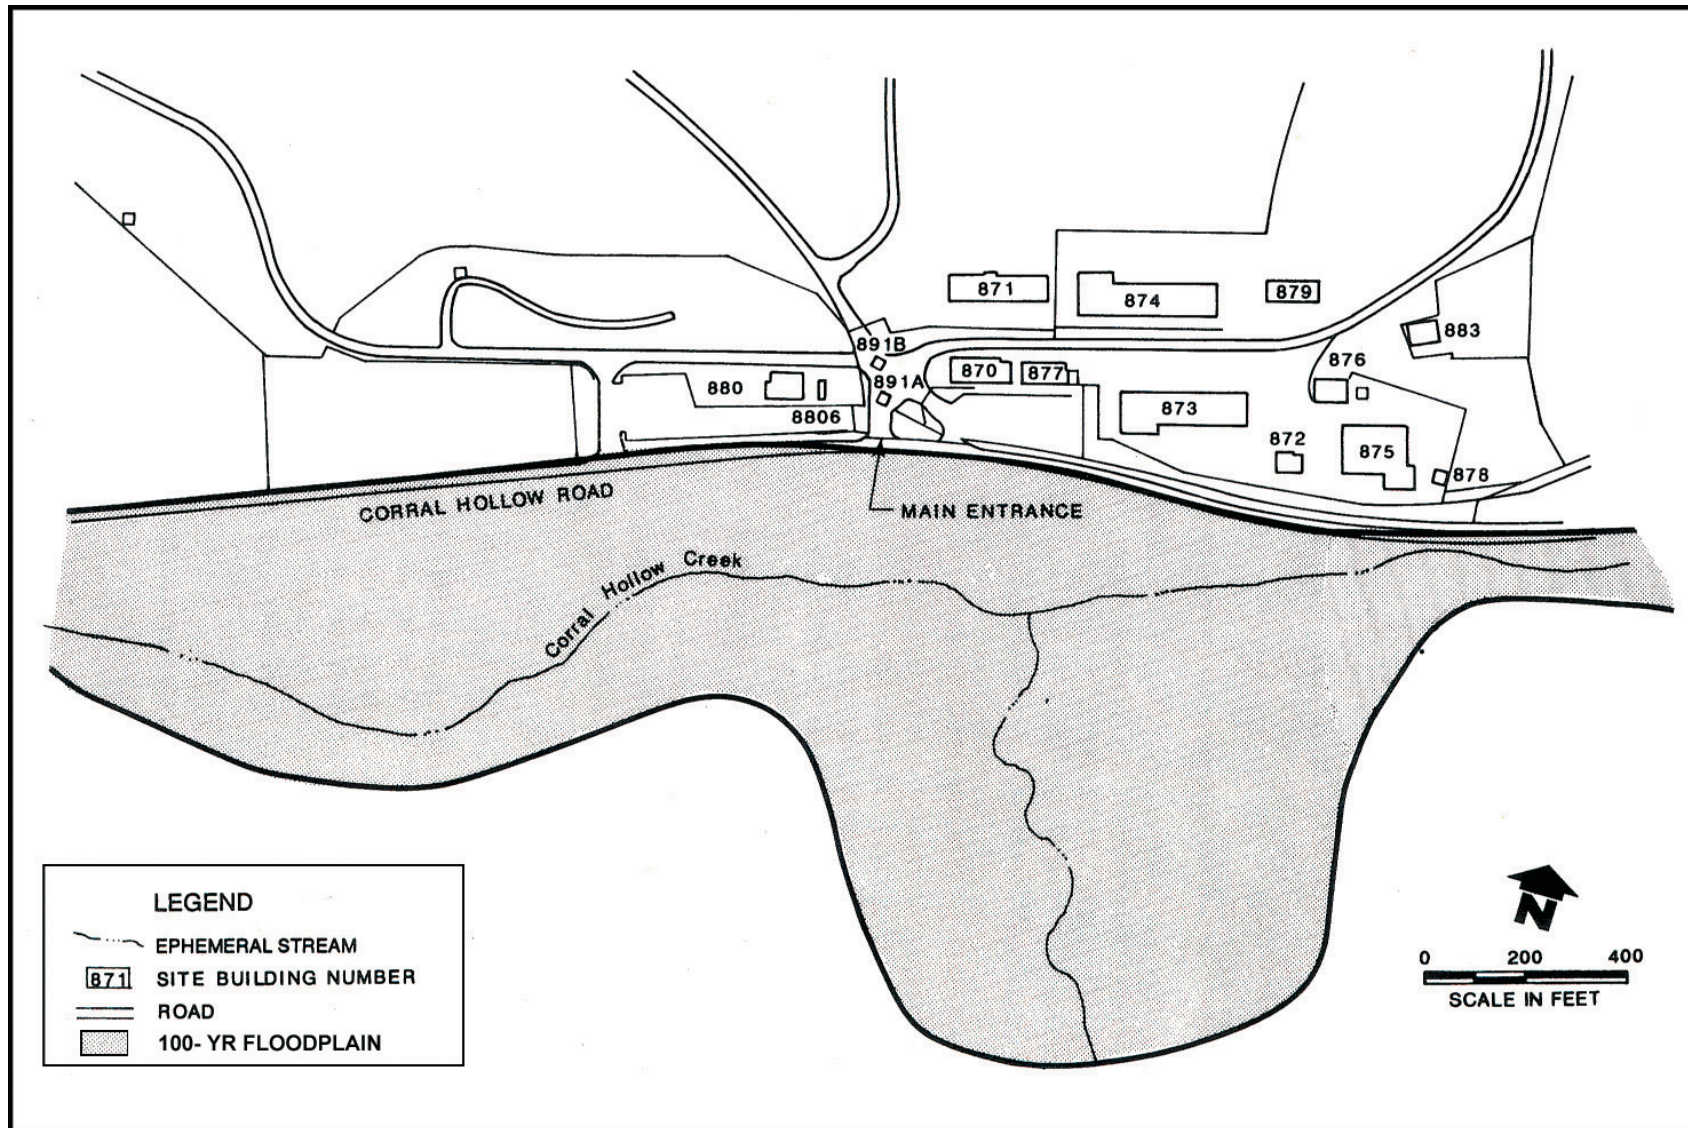 871
874
879
883
891B
876
870
877
891A
880
873
8806
872
875
878
CORRAL HOLLOW ROAD
MAIN ENTRANCE
Corral Hollow Creek
LEGEND
EPHEMERAL STREAM
871 SITE BUILDING NUMBER
ROAD
100- YR FLOODPLAIN
N
0 200 400
SCALE IN FEET